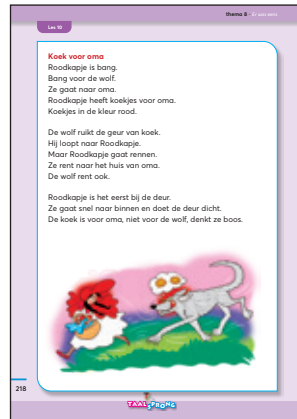 thema 8 - Er was eens
Les 10
Koek voor oma
Roodkapje is bang.
Bang voor de wolf.
Ze gaat naar oma.
Roodkapje heeft koekjes voor oma.
Koekjes in de kleur rood.
De wolf ruikt de geur van koek.
Hij loopt naar Roodkapje.
Maar Roodkapje gaat rennen.
Ze rent naar het huis van oma.
De wolf rent ook.
Roodkapje is het eerst bij de deur.
Ze gaat snel naar binnen en doet de deur dicht.
De koek is voor oma, niet voor de wolf, denkt ze boos.
218
TAALSPRONG